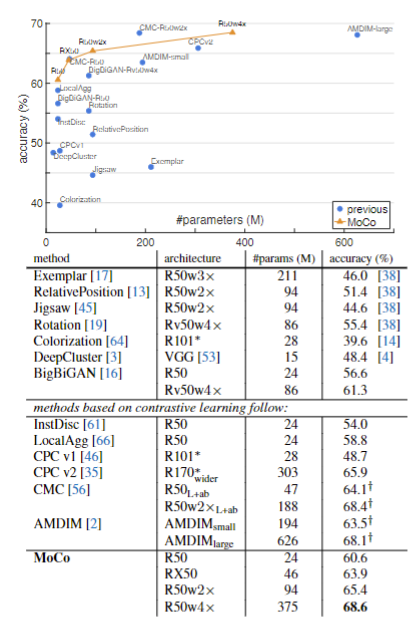 70
60
50
40
accuracy (%)
CMC-R50w2x
R50w4x
AMDIM-large
R50w2x
CPCv2
RX50
CMC-R50
AMDIM-small
R50
BigBiGAN-Rv50w4x
LocalAgg
BigBiGAN-R50
Rotation
InstDisc
RelativePosition
CPCv1
DeepCluster
Exemplar
Jigsaw
Colorization
previous
MoCo
#parameters (M)
0 200 400 600
method architecture #params (M) accuracy (%)
Exemplar [17] R50w3× 211 46.0 [38]
RelativePosition [13] R50w2× 94 51.4 [38]
Jigsaw [45] R50w2× 94 44.6 [38]
Rotation [19] Rv50w4× 86 55.4 [38]
Colorization [64] R101* 28 39.6 [14]
DeepCluster [3] VGG [53] 15 48.4 [4]
BigBiGAN [16] R50 24 56.6
Rv50w4× 86 61.3
methods based on contrastive learning follow:
InstDisc [61] R50 24 54.0
LocalAgg [66] R50 24 58.8
CPC v1 [46] R101* 28 48.7
CPC v2 [35] R170*wider 303 65.9
CMC [56] R50L+ab 47 64.1†
R50w2×L+ab 188 68.4†
AMDIM [2] AMDIMsmall 194 63.5†
AMDIMlarge 626 68.1†
MoCo R50 24 60.6
RX50 46 63.9
R50w2× 94 65.4
R50w4× 375 68.6